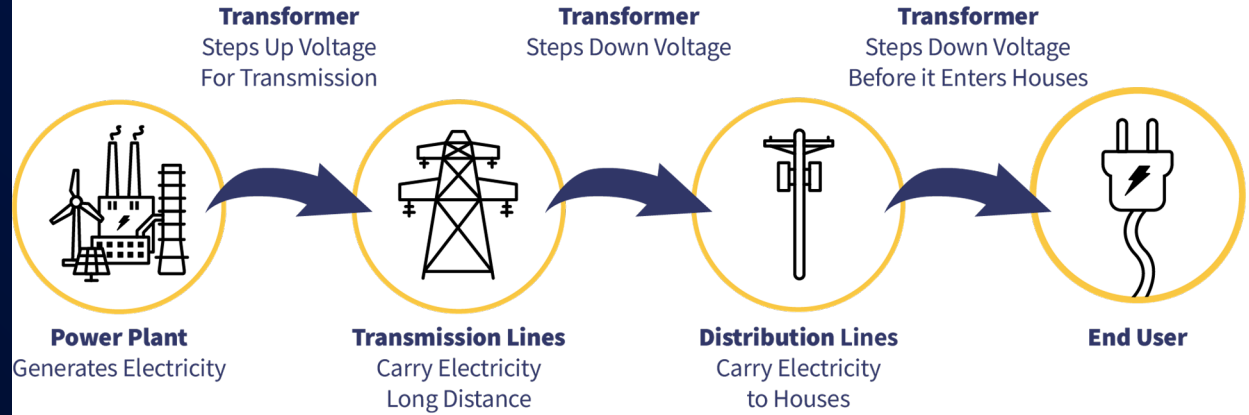 Transformer
Steps Up Voltage
For Transmission
Transformer
Steps Down Voltage
Transformer
Steps Down Voltage
Before it Enters Houses
Power Plant
Generates Electricity
Transmission Lines
Carry Electricity
Long Distance
Distribution Lines
Carry Electricity
to Houses
End User